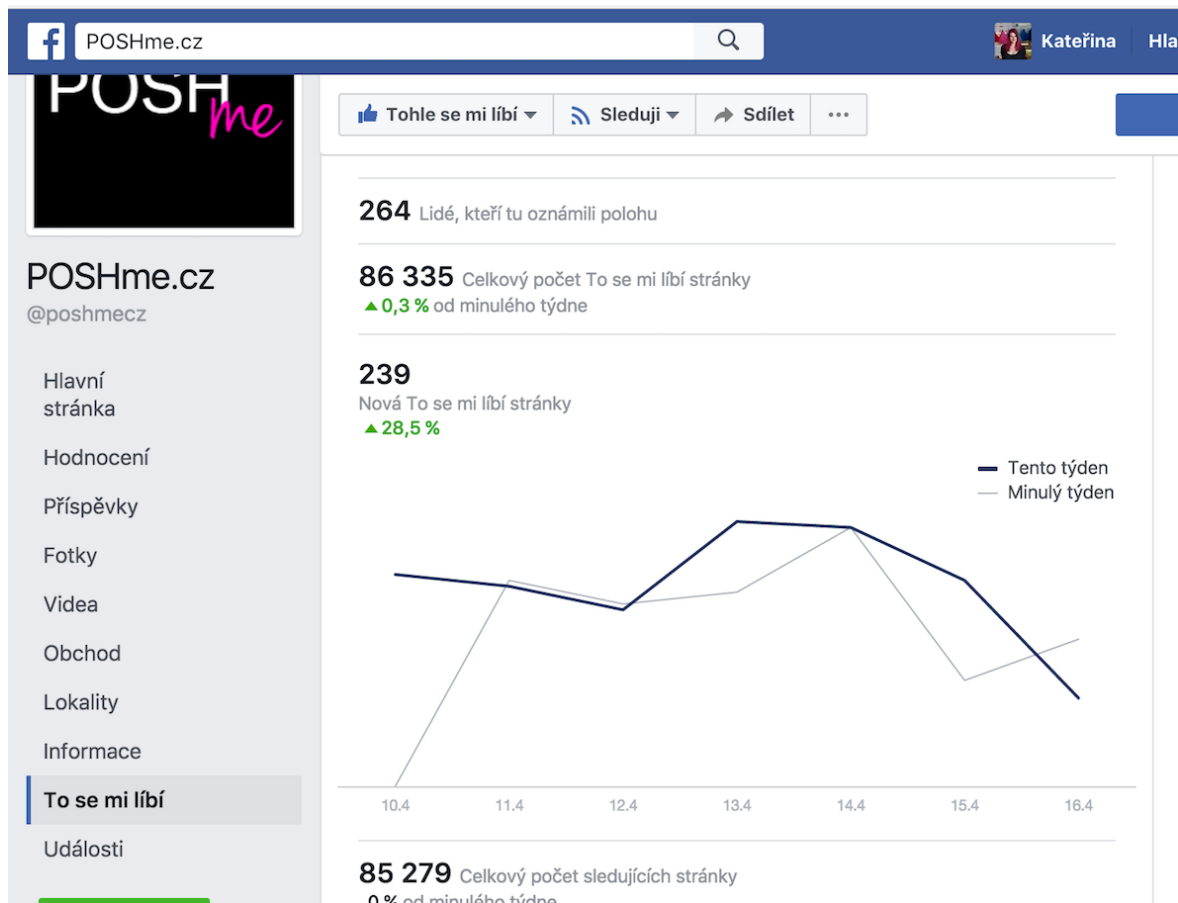 POSHme.cz
Kateřina
Hla
POSH
me
Tohle se mi líbí
Sleduji
Sdílet
...
264 Lidé, kteří tu oznámili polohu
86 335 Celkový počet To se mi líbí stránky
0,3 % od minulého týdne
239
Nová To se mi líbí stránky
28,5 %
Tento týden
Minulý týden
10.4 11.4 12.4 13.4 14.4 15.4 16.4
85 279 Celkový počet sledujících stránky
0 % od minulého týdne
POSHme.cz
@poshmecz
Hlavní
stránka
Hodnocení
Příspěvky
Fotky
Videa
Obchod
Lokality
Informace
To se mi líbí
Události